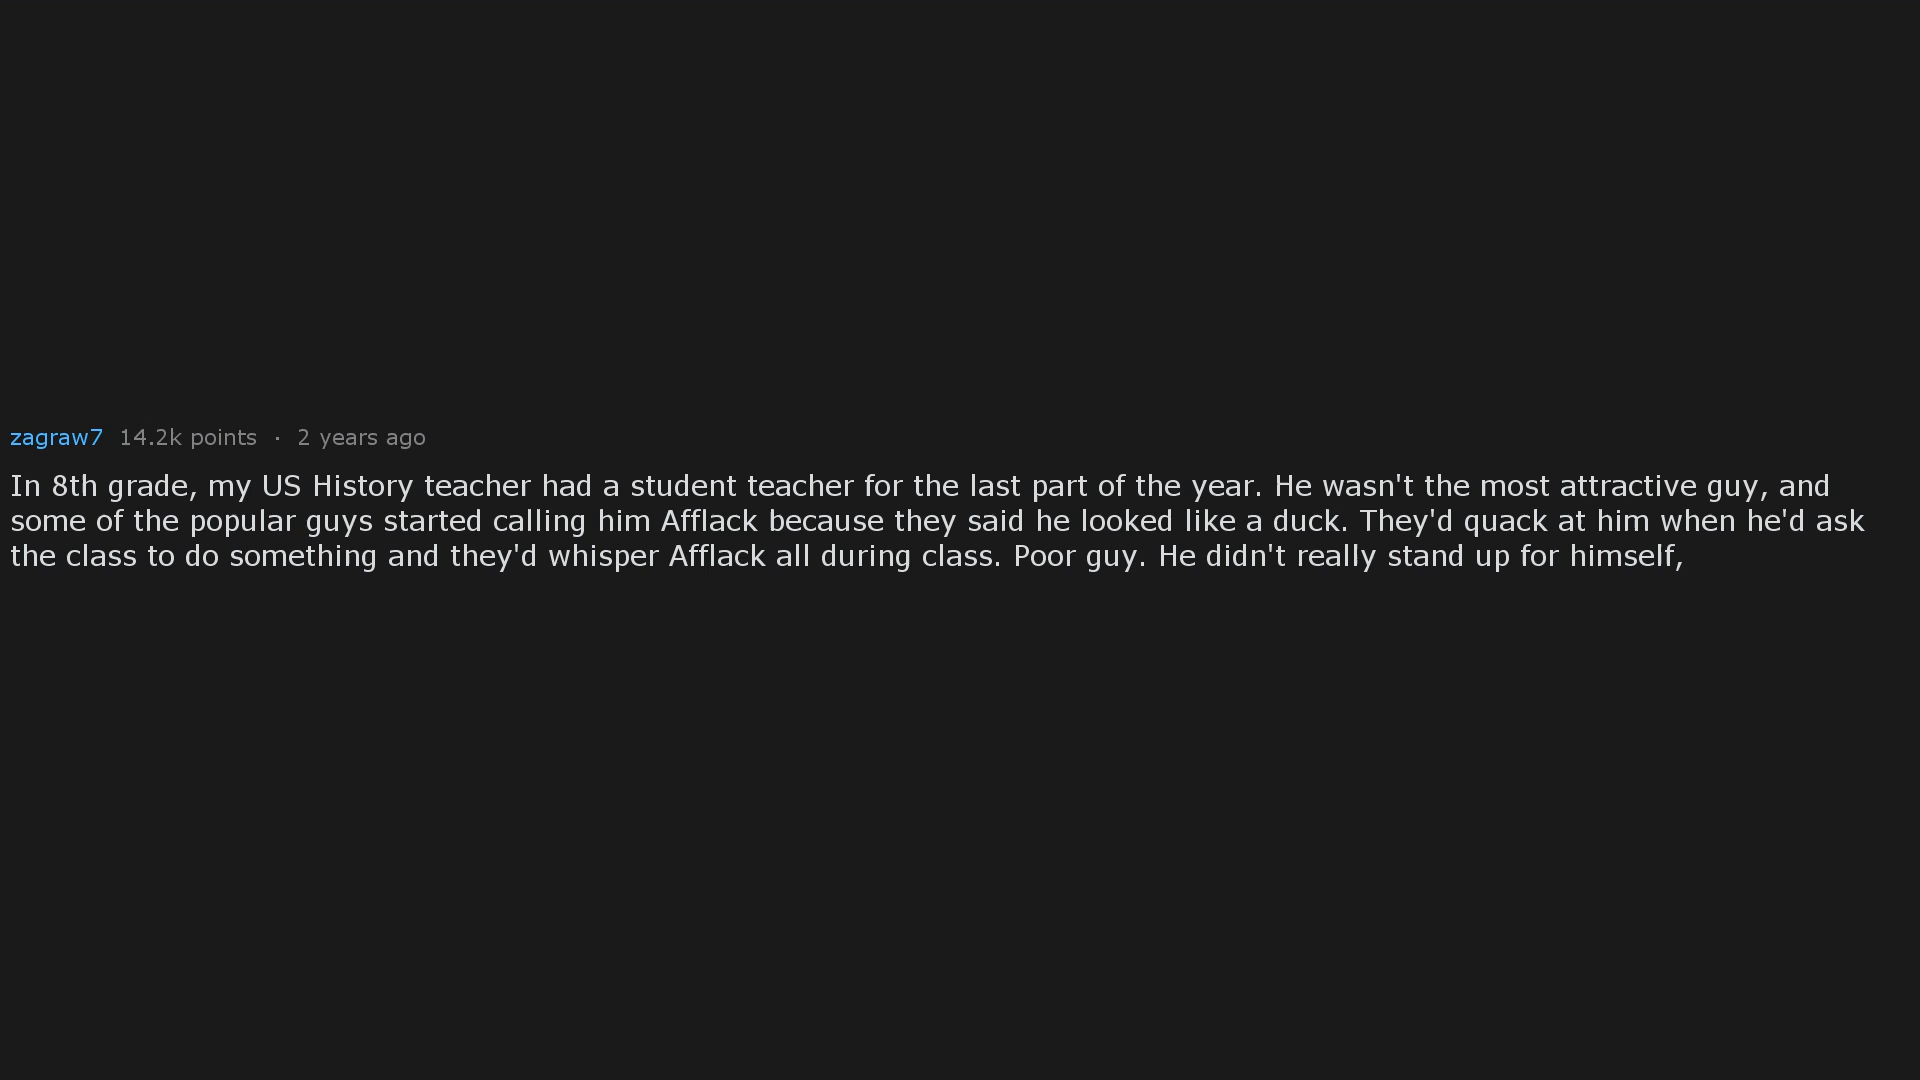 zagraw7 14.2k points · 2 years ago
In 8th grade, my US History teacher had a student teacher for the last part of the year. He wasn't the most attractive guy, and
some of the popular guys started calling him Afflack because they said he looked like a duck. They'd quack at him when he'd ask
the class to do something and they'd whisper Afflack all during class. Poor guy. He didn't really stand up for himself,